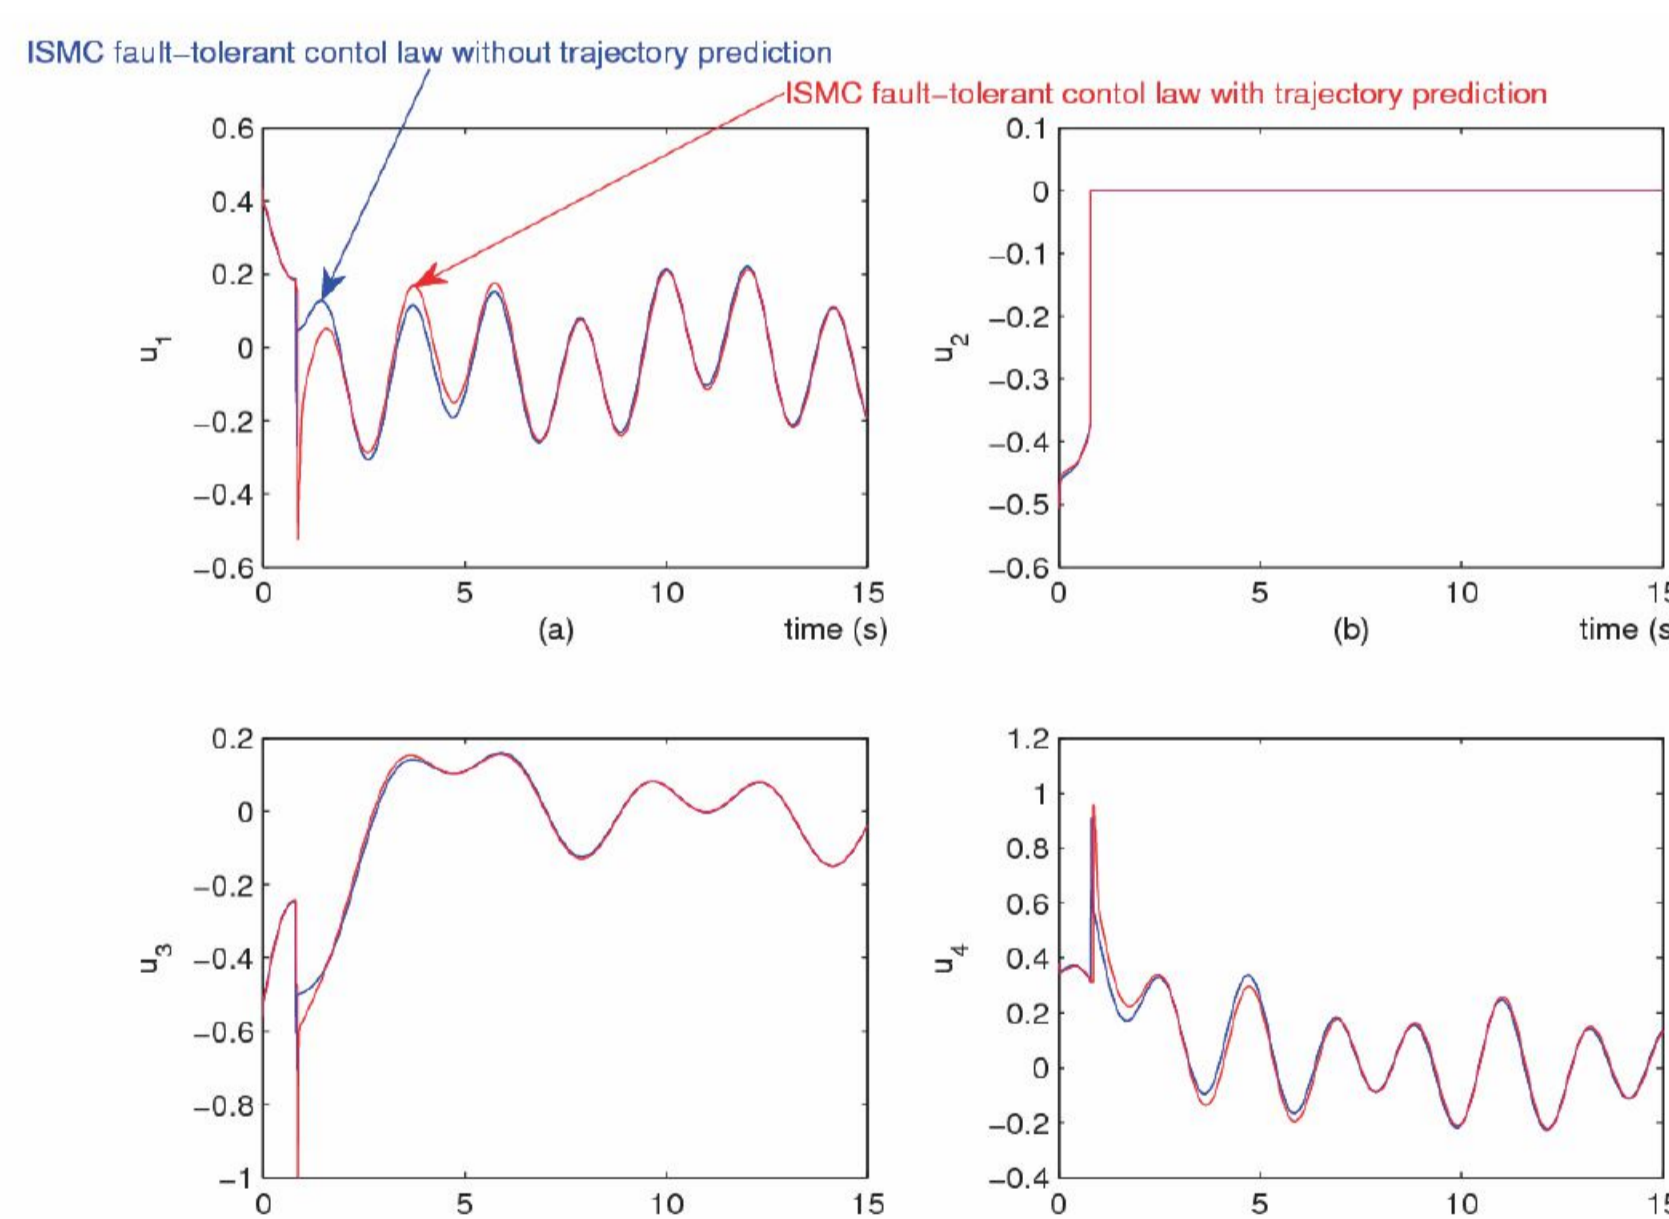 ISMC fault–tolerant contol law without trajectory prediction
ISMC fault–tolerant contol law with trajectory prediction
0.6
0.4
0.2
0
−0.2
−0.4
−0.6
u1
0 5 10 15
(a) time (s)
0.1
0
−0.1
−0.2
−0.3
−0.4
−0.5
−0.6
u2
0 5 10 15
(b) time (s
0.2
0
−0.2
−0.4
−0.6
−0.8
−1
u3
0 5 10 15
1.2
1
0.8
0.6
0.4
0.2
0
−0.2
−0.4
u4
0 5 10 15